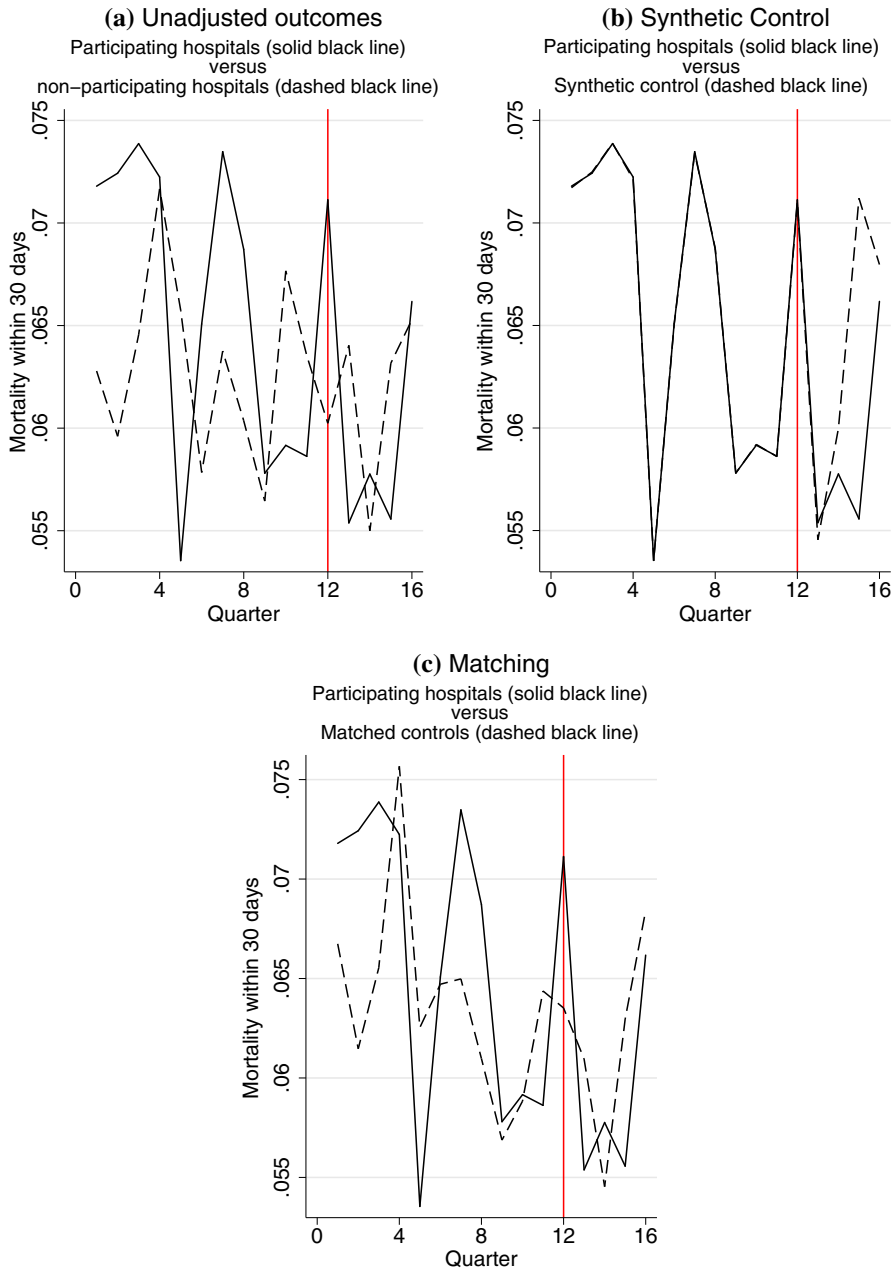 (a) Unadjusted outcomes
Participating hospitals (solid black line)
versus
non−participating hospitals (dashed black line)
Mortality within 30 days
.075
.07
.065
.06
.055
0 4 8 12 16
Quarter
(b) Synthetic Control
Participating hospitals (solid black line)
versus
Synthetic control (dashed black line)
Mortality within 30 days
.075
.07
.065
.06
.055
0 4 8 12 16
Quarter
(c) Matching
Participating hospitals (solid black line)
versus
Matched controls (dashed black line)
Mortality within 30 days
.075
.07
.065
.06
.055
0 4 8 12 16
Quarter